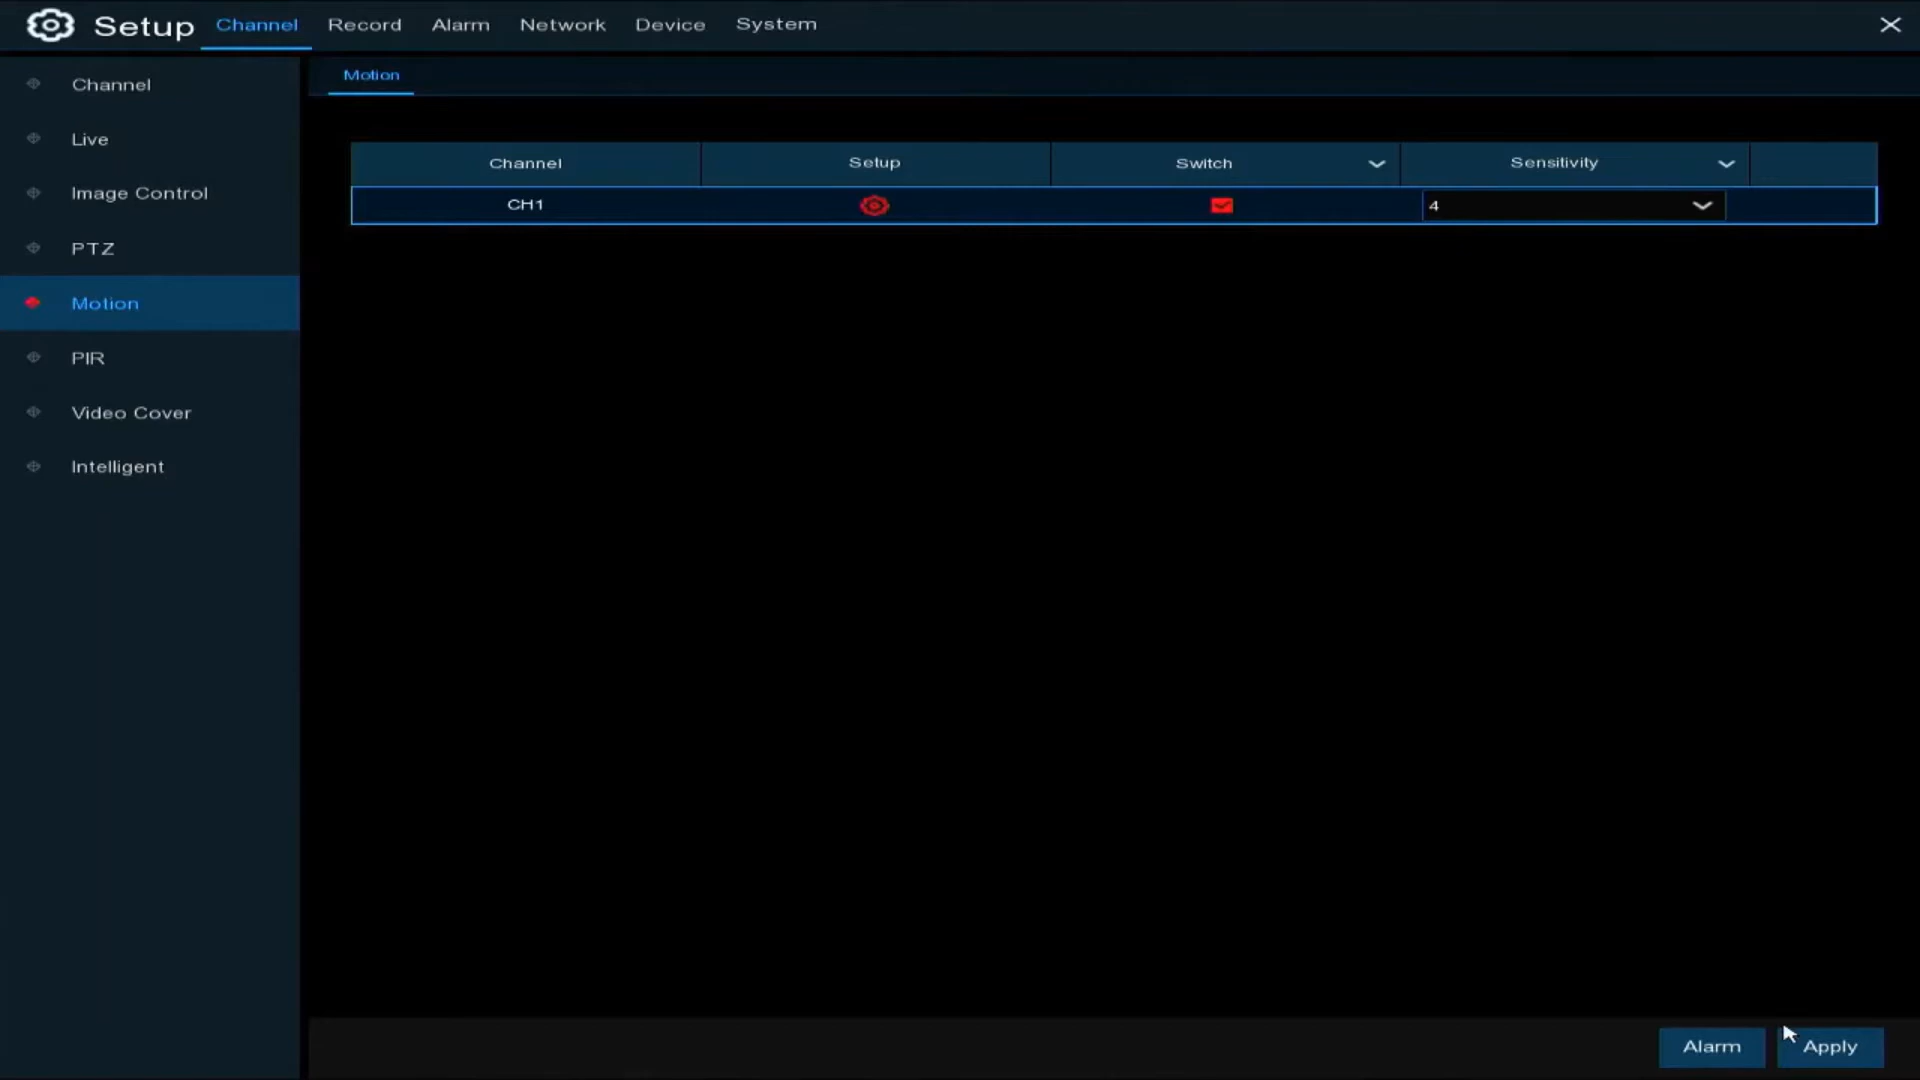 Setup Channel Record Alarm Network Device System
Channel
Live
Image Control
PTZ
Motion
PIR
Video Cover
Intelligent
Motion
Channel Setup Switch Sensitivity
CH1 4
Alarm Apply